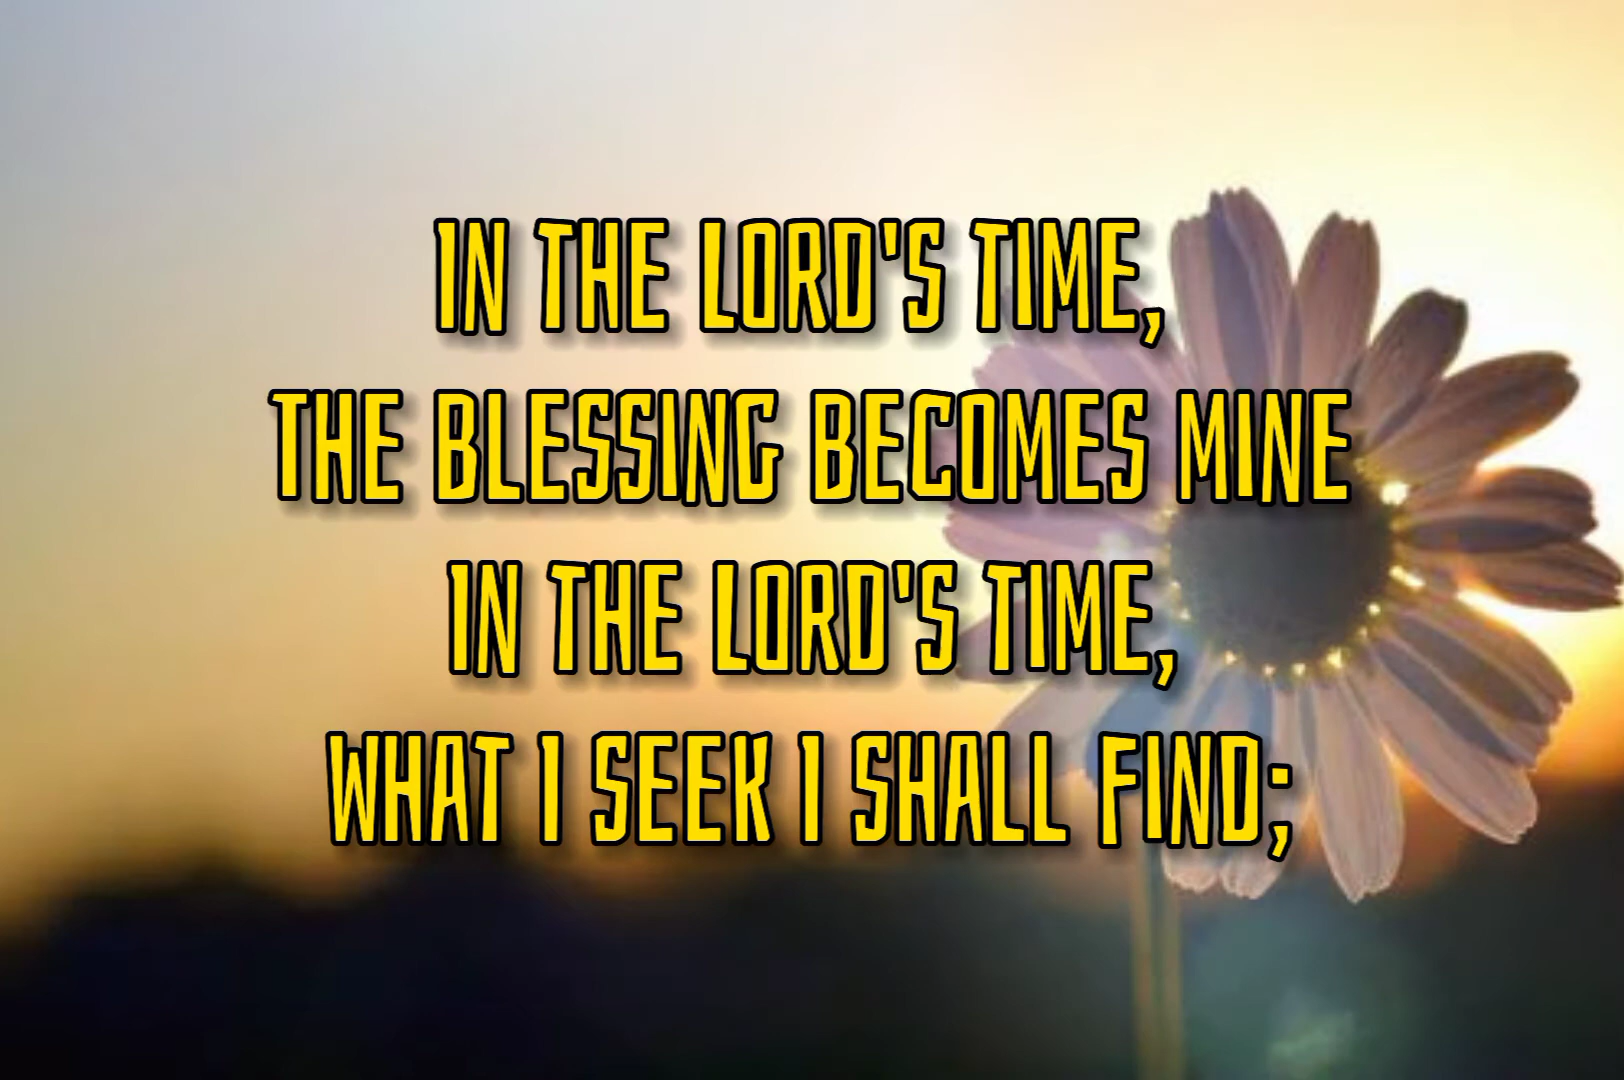 IN THE LORD'S TIME,
THE BLESSING BECOMES MINE
IN THE LORD'S TIME,
WHAT I SEEK I SHALL FIND;